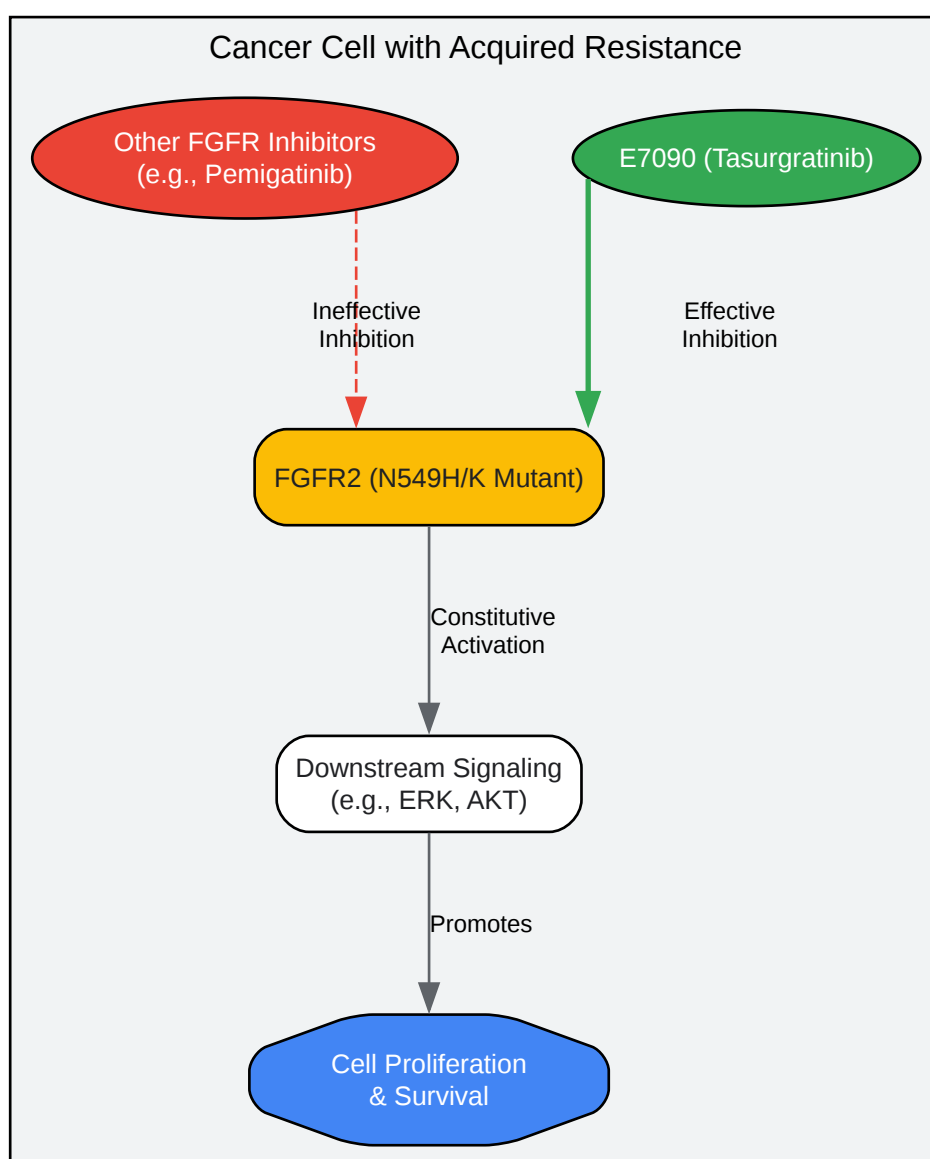 Cancer Cell with Acquired Resistance
Other FGFR Inhibitors
(e.g., Pemigatinib)
E7090 (Tasurgratinib)
Ineffective
Inhibition
Effective
Inhibition
FGFR2 (N549H/K Mutant)
Constitutive
Activation
Downstream Signaling
(e.g., ERK, AKT)
Promotes
Cell Proliferation
& Survival